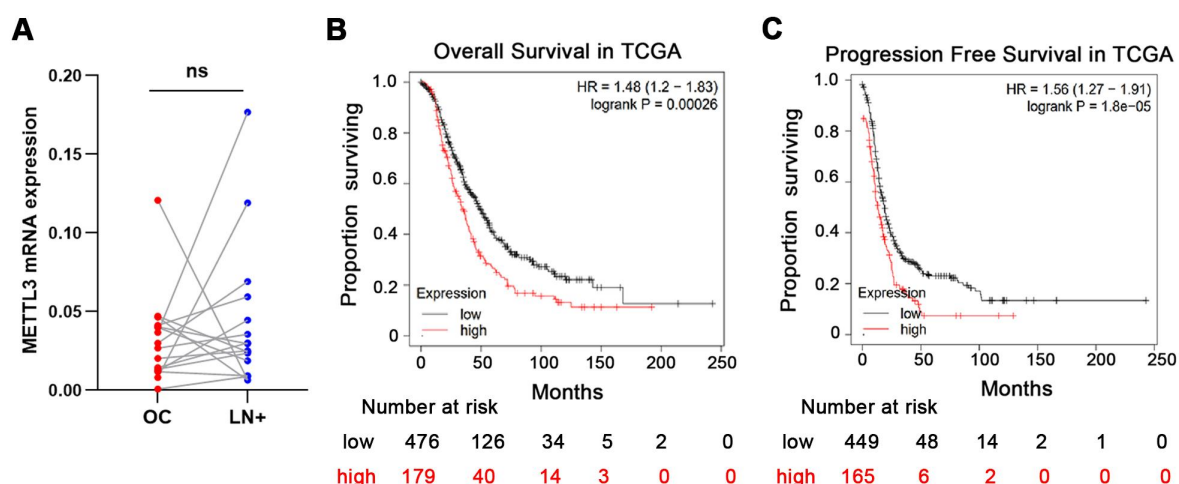 A
METTL3 mRNA expression
0.20
0.15
0.10
0.05
0.00
ns
OC LN+
B
Overall Survival in TCGA
HR = 1.48 (1.2 − 1.83)
logrank P = 0.00026
Proportion surviving
1.0
0.8
0.6
0.4
0.2
0
Expression
low
high
0 50 100 150 200 250
Months
Number at risk
low 476 126 34 5 2 0
high 179 40 14 3 0 0
C
Progression Free Survival in TCGA
HR = 1.56 (1.27 − 1.91)
logrank P = 1.8e−05
Proportion surviving
1.0
0.8
0.6
0.4
0.2
0
Expression
low
high
0 50 100 150 200 250
Months
Number at risk
low 449 48 14 2 1 0
high 165 6 2 0 0 0